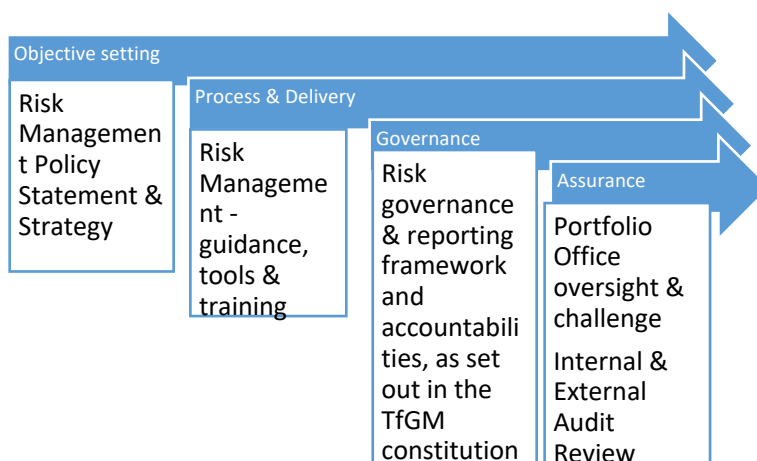 Objective setting
Risk
Managemen
t Policy
Statement &
Strategy
Process & Delivery
Risk
Manageme
nt -
guidance,
tools &
training
Governance
Risk
governance
& reporting
framework
and
accountabili
ties, as set
out in the
TfGM
constitution
Assurance
Portfolio
Office
oversight &
challenge
Internal &
External
Audit
Review